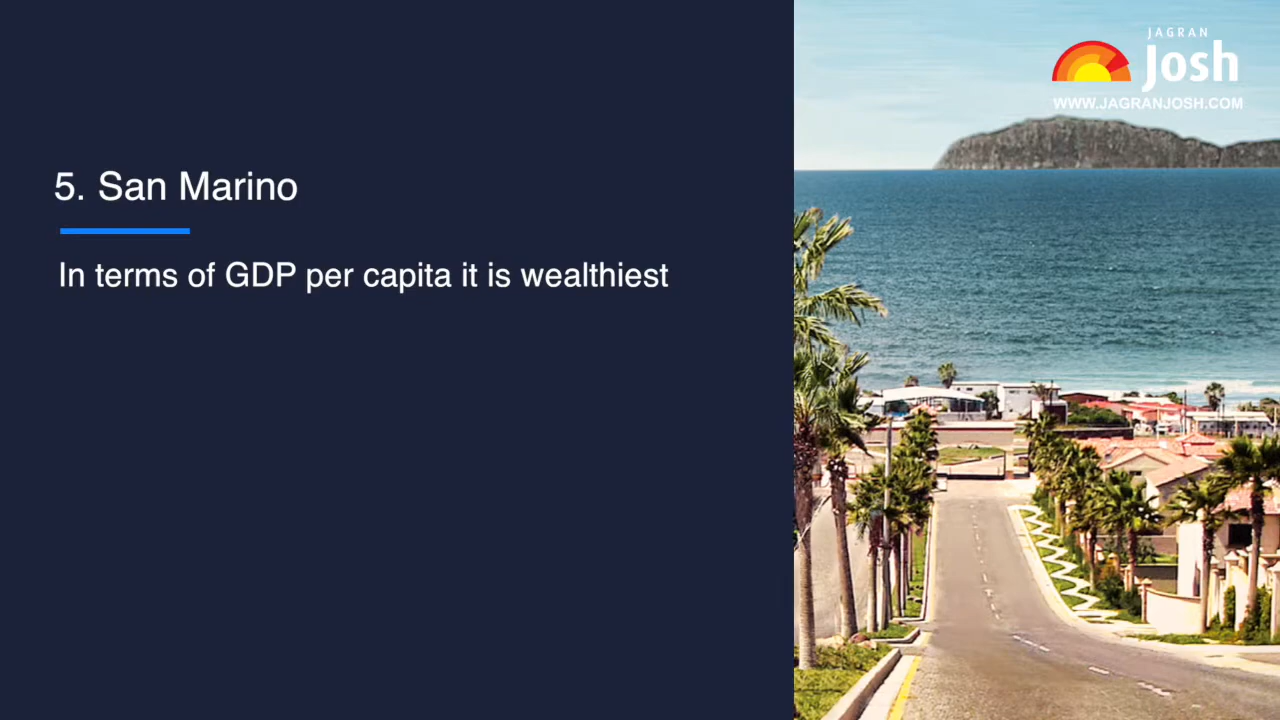 JAGRAN
Josh
WWW.JAGRANJOSH.COM
5. San Marino
In terms of GDP per capita it is wealthiest